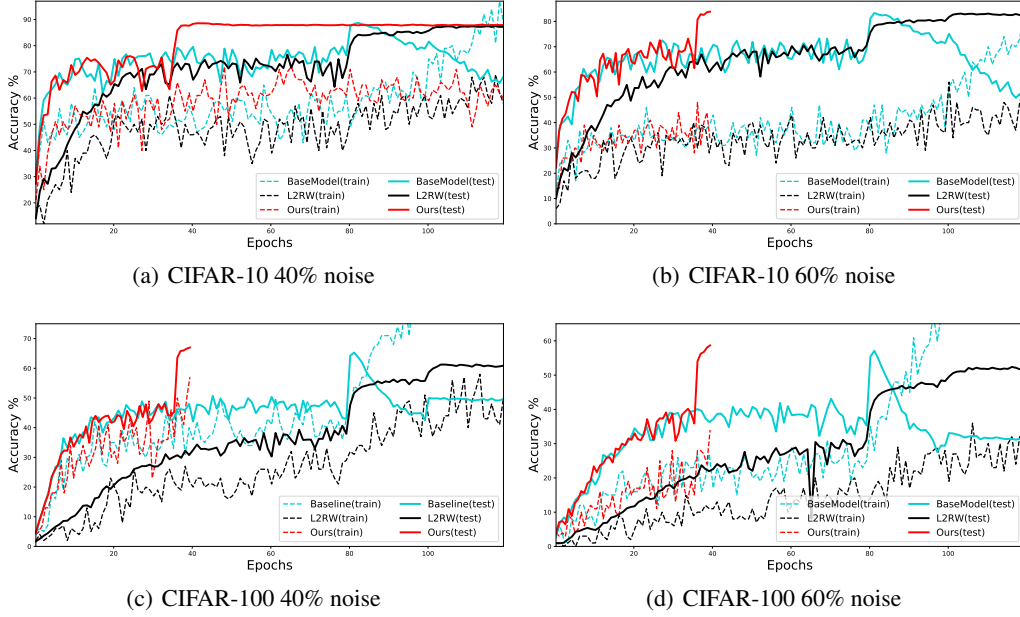 Accuracy %
90
80
70
60
50
40
30
20
20 40 60 80 100
Epochs
BaseModel(train) BaseModel(test)
L2RW(train) L2RW(test)
Ours(train) Ours(test)
(a) CIFAR-10 40% noise
Accuracy %
80
70
60
50
40
30
20
10
0
20 40 60 80 100
Epochs
BaseModel(train) BaseModel(test)
L2RW(train) L2RW(test)
Ours(train) Ours(test)
(b) CIFAR-10 60% noise
Accuracy %
70
60
50
40
30
20
10
0
20 40 60 80 100
Epochs
Baseline(train) Baseline(test)
L2RW(train) L2RW(test)
Ours(train) Ours(test)
(c) CIFAR-100 40% noise
Accuracy %
60
50
40
30
20
10
0
20 40 60 80 100
Epochs
BaseModel(train) BaseModel(test)
L2RW(train) L2RW(test)
Ours(train) Ours(test)
(d) CIFAR-100 60% noise